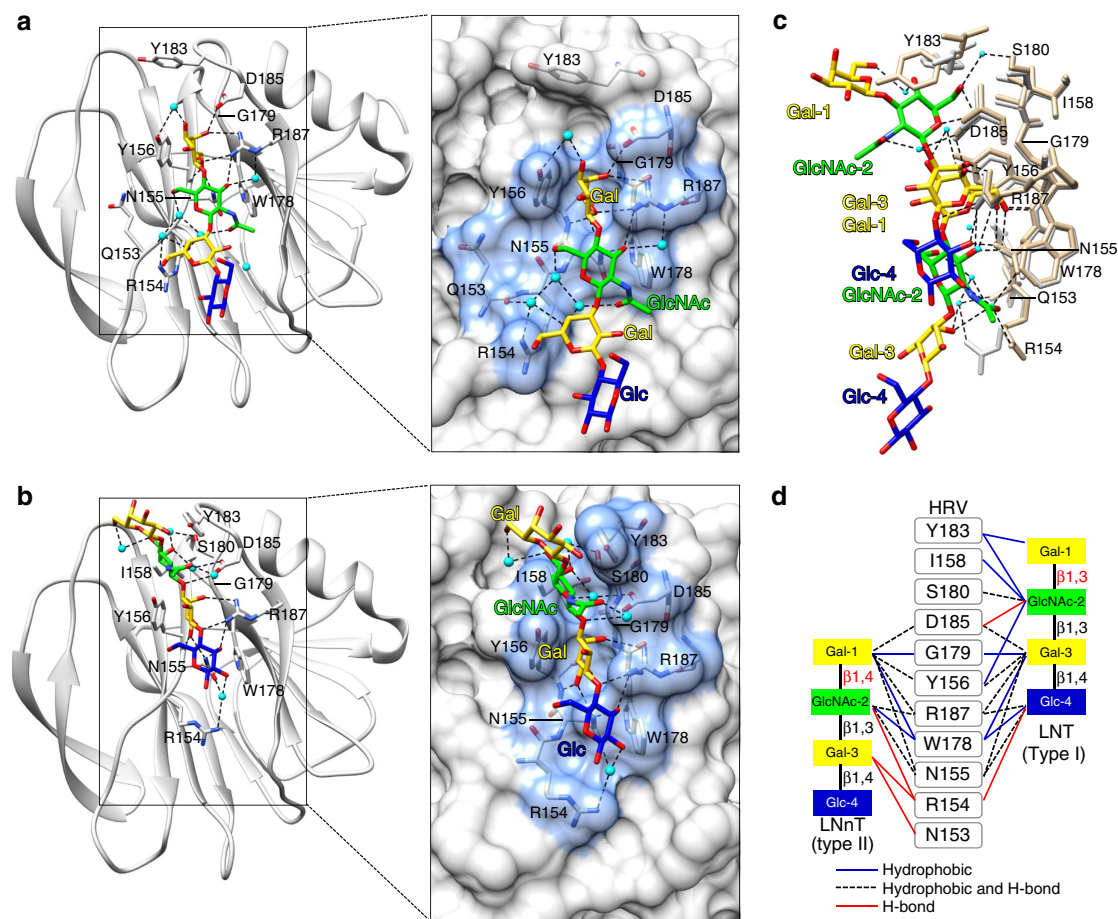 a
Y183
D185
G179
Y156
R187
N155
W178
Q153
R154
Y183
D185
G179
Y156
Gal
R187
N155
W178
Q153
GlcNAc
Gal
R154
Glc
c
Y183
S180
Gal-1
I158
D185
G179
GlcNAc-2
Y156
Gal-3
R187
Gal-1
N155
Glc-4
W178
GlcNAc-2
Q153
Gal-3
R154
Glc-4
b
Y183
S180
D185
I158
G179
Y156
R187
N155
W178
R154
Gal
Y183
I158
S180
GlcNAc
D185
G179
Y156
Gal
R187
N155
W178
Glc
R154
d
HRV
Y183
I158
S180
D185
G179
Y156
R187
W178
N155
R154
N153
Gal-1
β1,3
GlcNAc-2
β1,3
Gal-3
β1,4
Glc-4
LNT
(Type I)
Gal-1
β1,4
GlcNAc-2
β1,3
Gal-3
β1,4
Glc-4
LNnT
(type II)
Hydrophobic
Hydrophobic and H-bond
H-bond